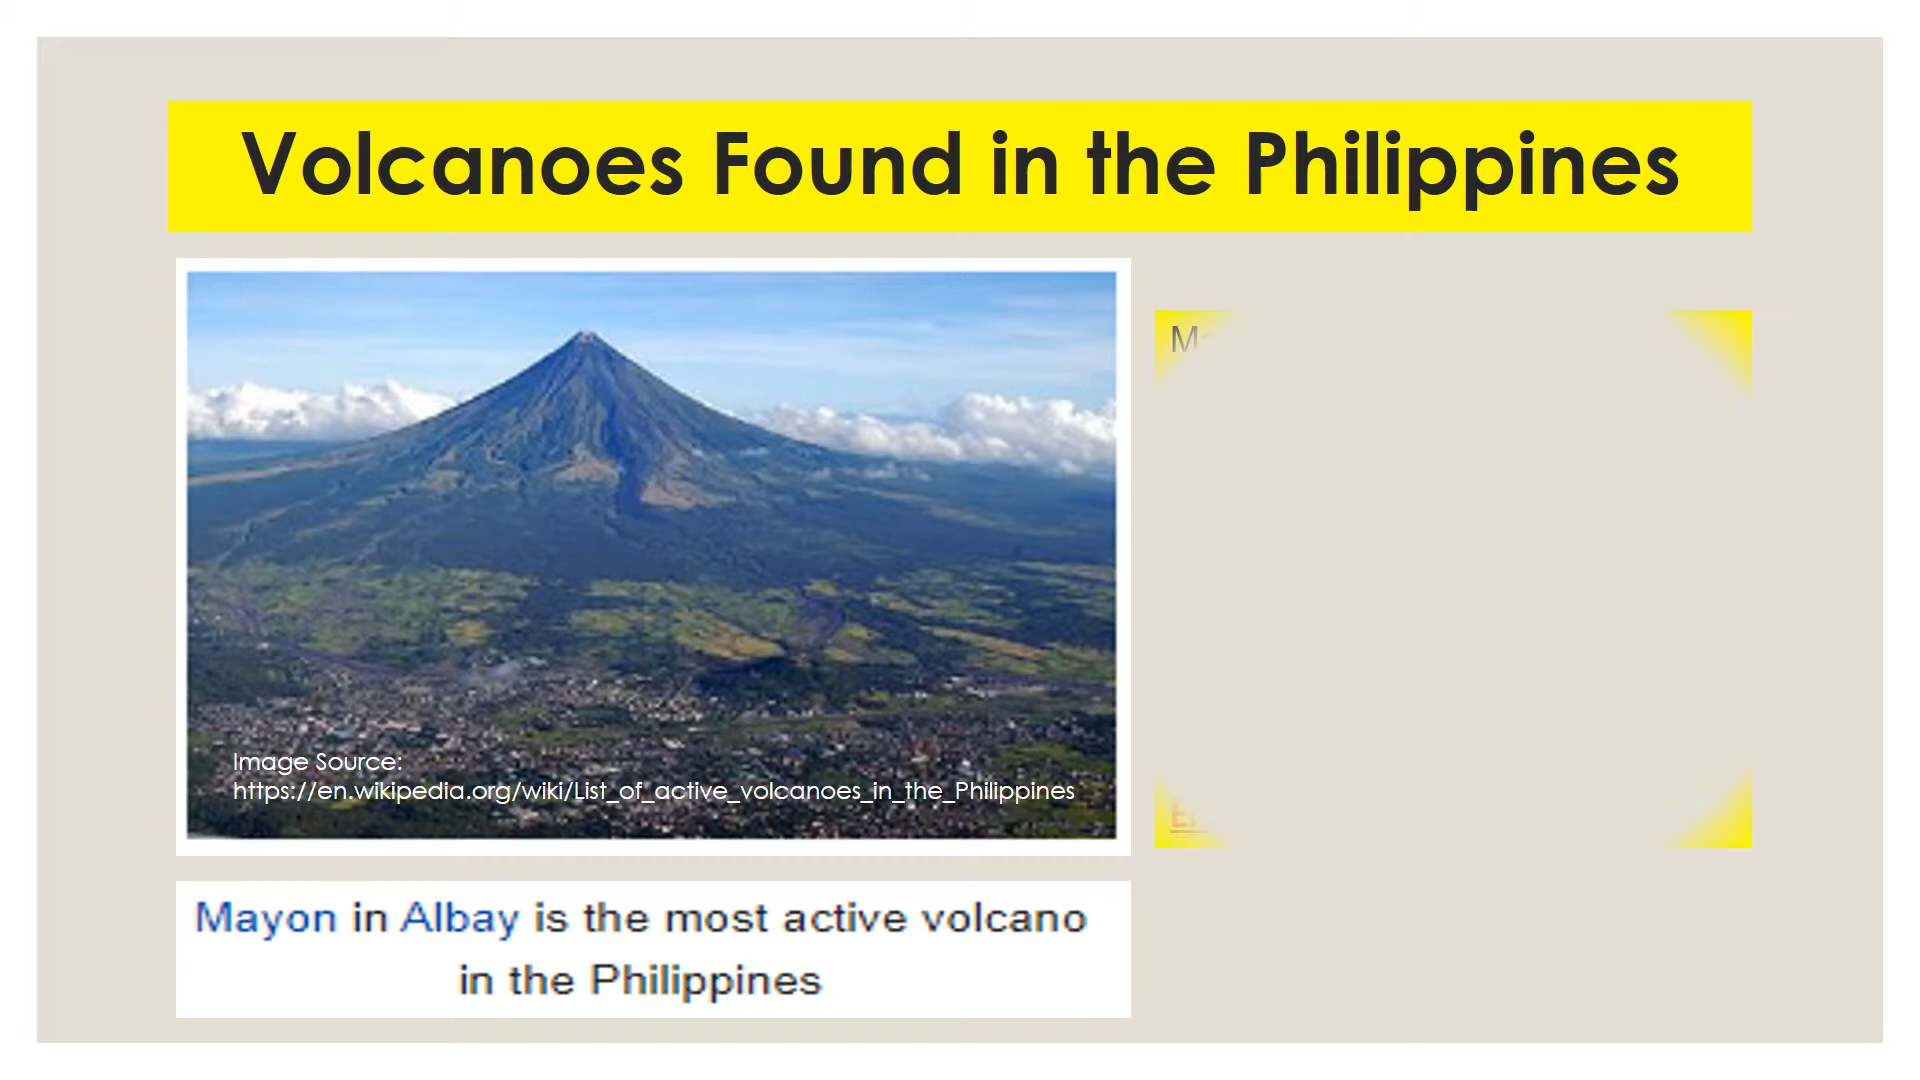 Volcanoes Found in the Philippines
Image Source:
https://en.wikipedia.org/wiki/List_of_active_volcanoes_in_the_Philippines
Mayon in Albay is the most active volcano
in the Philippines